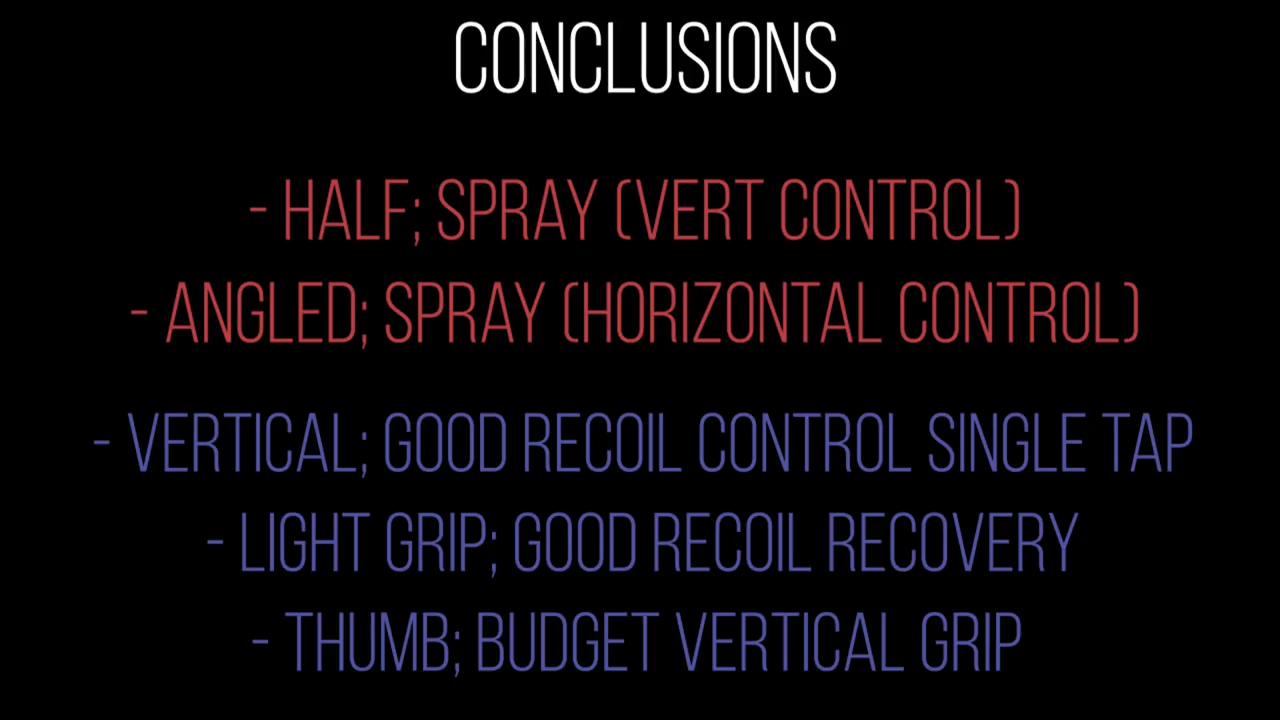 CONCLUSIONS
- HALF; SPRAY (VERT CONTROL)
- ANGLED; SPRAY (HORIZONTAL CONTROL)
- VERTICAL; GOOD RECOIL CONTROL SINGLE TAP
- LIGHT GRIP; GOOD RECOIL RECOVERY
- THUMB; BUDGET VERTICAL GRIP